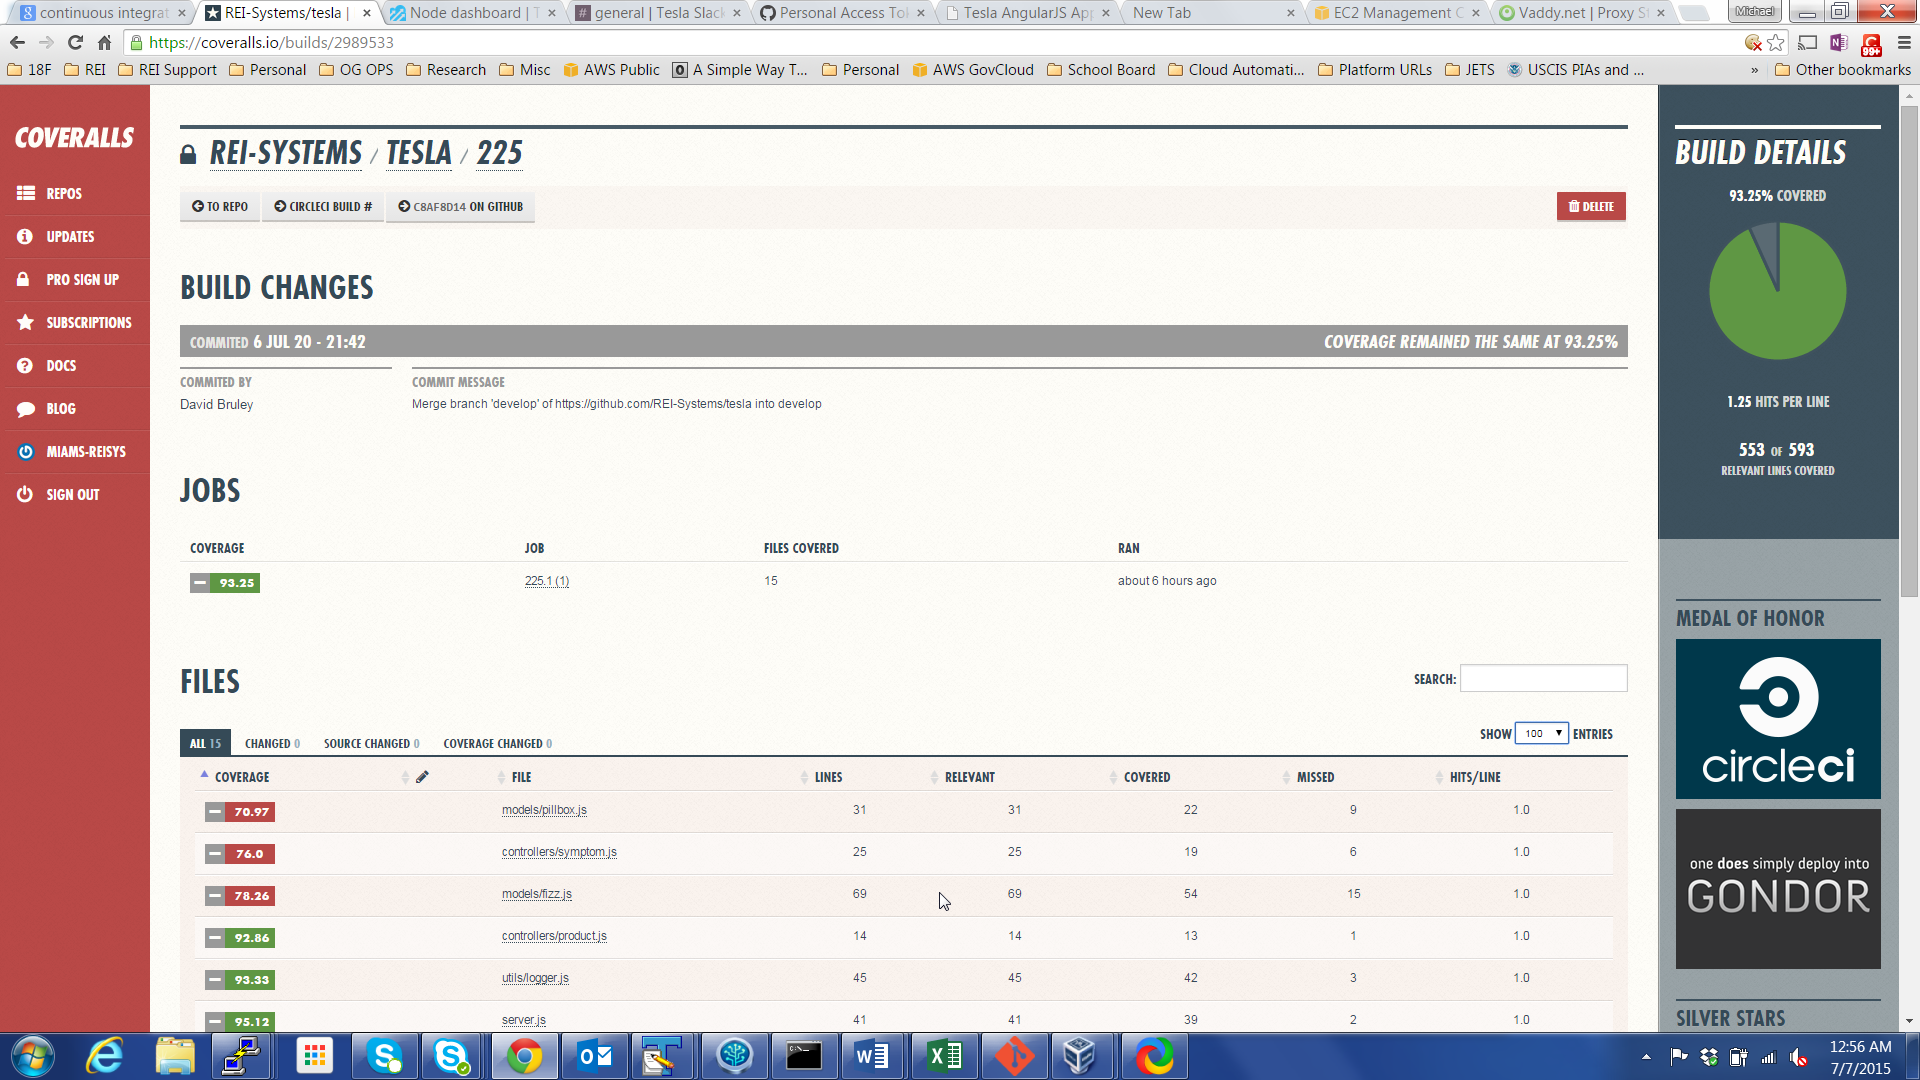 continuous integrat
REI-Systems/tesla |
Node dashboard | T
general | Tesla Slack
Personal Access Tok
Tesla AngularJS App
New Tab
EC2 Management C
Vaddy.net | Proxy S
Michael
https://coveralls.io/builds/2989533
99+
18F
REI
REI Support
Personal
OG OPS
Research
Misc
AWS Public
A Simple Way T...
Personal
AWS GovCloud
School Board
Cloud Automati...
Platform URLs
JETS
USCIS PIAs and ...
»
Other bookmarks
COVERALLS
REPOS
UPDATES
PRO SIGN UP
SUBSCRIPTIONS
DOCS
BLOG
MIAMS-REISYS
SIGN OUT
REI-SYSTEMS / TESLA / 225
TO REPO
CIRCLECI BUILD #
C8AF8D14 ON GITHUB
DELETE
BUILD CHANGES
COMMITED 6 JUL 20 - 21:42
COVERAGE REMAINED THE SAME AT 93.25%
COMMITED BY
David Bruley
COMMIT MESSAGE
Merge branch 'develop' of https://github.com/REI-Systems/tesla into develop
JOBS
COVERAGE JOB FILES COVERED RAN
93.25 225.1 (1) 15 about 6 hours ago
FILES
SEARCH:
ALL 15 CHANGED 0 SOURCE CHANGED 0 COVERAGE CHANGED 0
SHOW 100 ENTRIES
COVERAGE FILE LINES RELEVANT COVERED MISSED HITS/LINE
70.97 models/pillbox.js 31 31 22 9 1.0
76.0 controllers/symptom.js 25 25 19 6 1.0
78.26 models/fizz.js 69 69 54 15 1.0
92.86 controllers/product.js 14 14 13 1 1.0
93.33 utils/logger.js 45 45 42 3 1.0
95.12 server.js 41 41 39 2 1.0
BUILD DETAILS
93.25% COVERED
1.25 HITS PER LINE
553 OF 593
RELEVANT LINES COVERED
MEDAL OF HONOR
circleci
one does simply deploy into
GONDOR
SILVER STARS
12:56 AM
7/7/2015